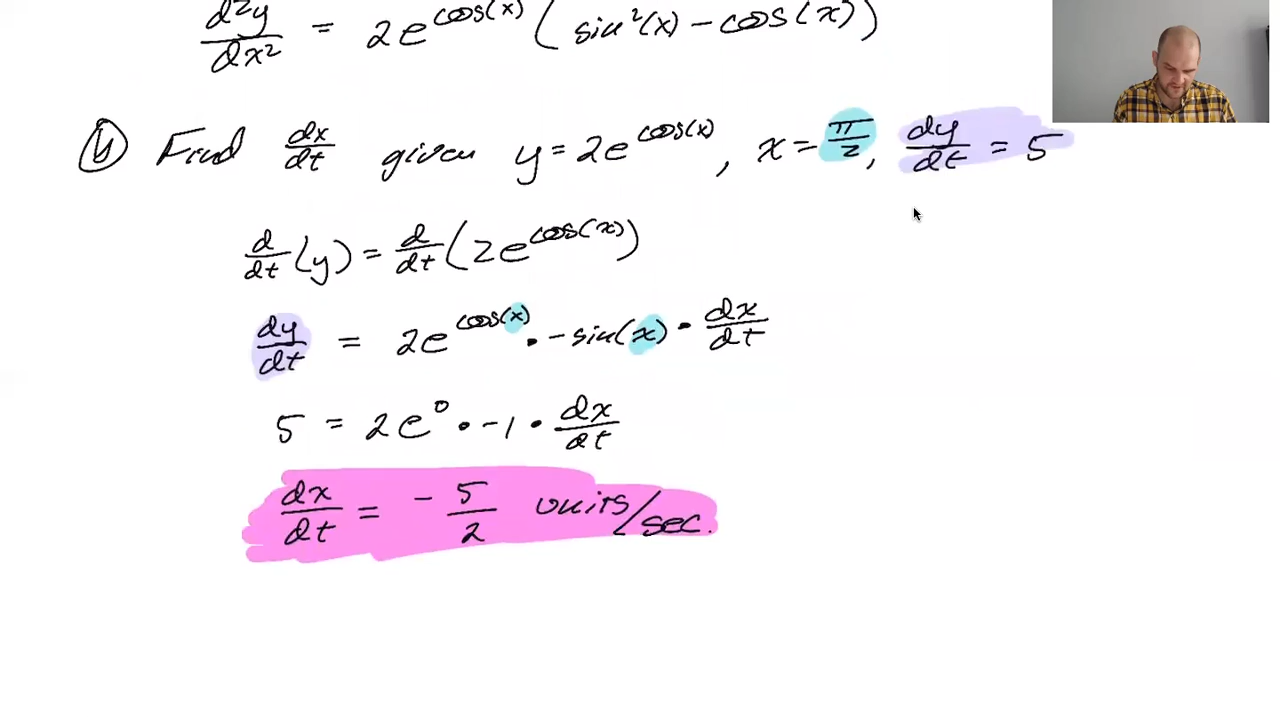 d²y/dx² = 2e^cos(x) (sin²(x) - cos(x))
(b) Find dx/dt given y = 2e^cos(x), x = π/2, dy/dt = 5
d/dt (y) = d/dt (2e^cos(x))
dy/dt = 2e^cos(x) • -sin(x) • dx/dt
5 = 2e^0 • -1 • dx/dt
dx/dt = - 5/2 units/sec.